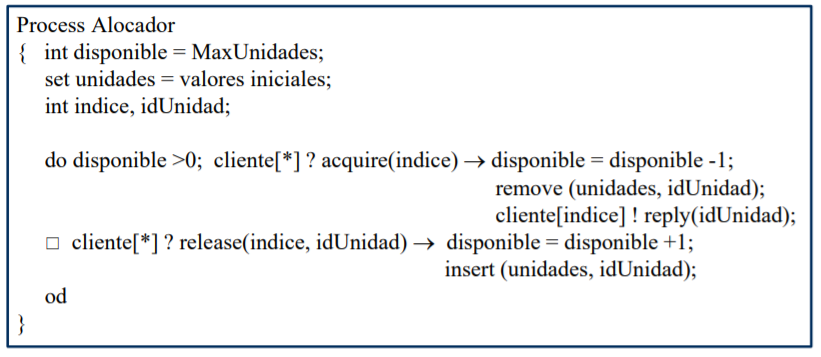 Process Alocador
{ int disponible = MaxUnidades;
set unidades = valores iniciales;
int indice, idUnidad;
do disponible >0; cliente[*] ? acquire(indice) → disponible = disponible -1;
remove (unidades, idUnidad);
cliente[indice] ! reply(idUnidad);
□ cliente[*] ? release(indice, idUnidad) → disponible = disponible +1;
insert (unidades, idUnidad);
od
}